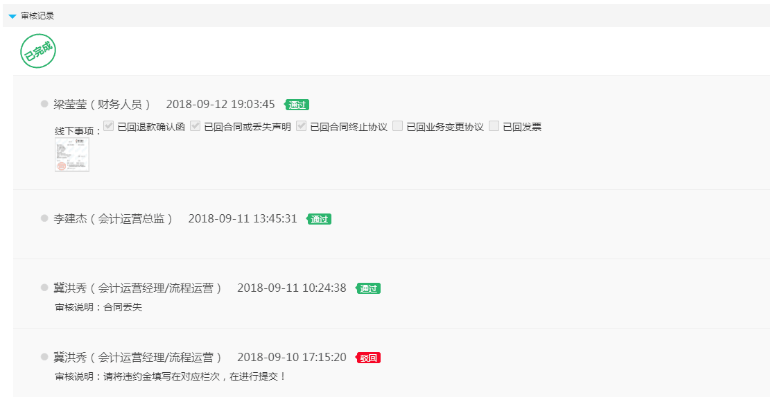 审核记录
已完成
梁莹莹（财务人员） 2018-09-12 19:03:45 通过
线下事项： 已回退款确认函 已回合同或丢失声明 已回合同终止协议 已回业务变更协议 已回发票
李建杰（会计运营总监） 2018-09-11 13:45:31 通过
冀洪秀（会计运营经理/流程运营） 2018-09-11 10:24:38 通过
审核说明：合同丢失
冀洪秀（会计运营经理/流程运营） 2018-09-10 17:15:20 驳回
审核说明：请将违约金填写在对应栏次，在进行提交！